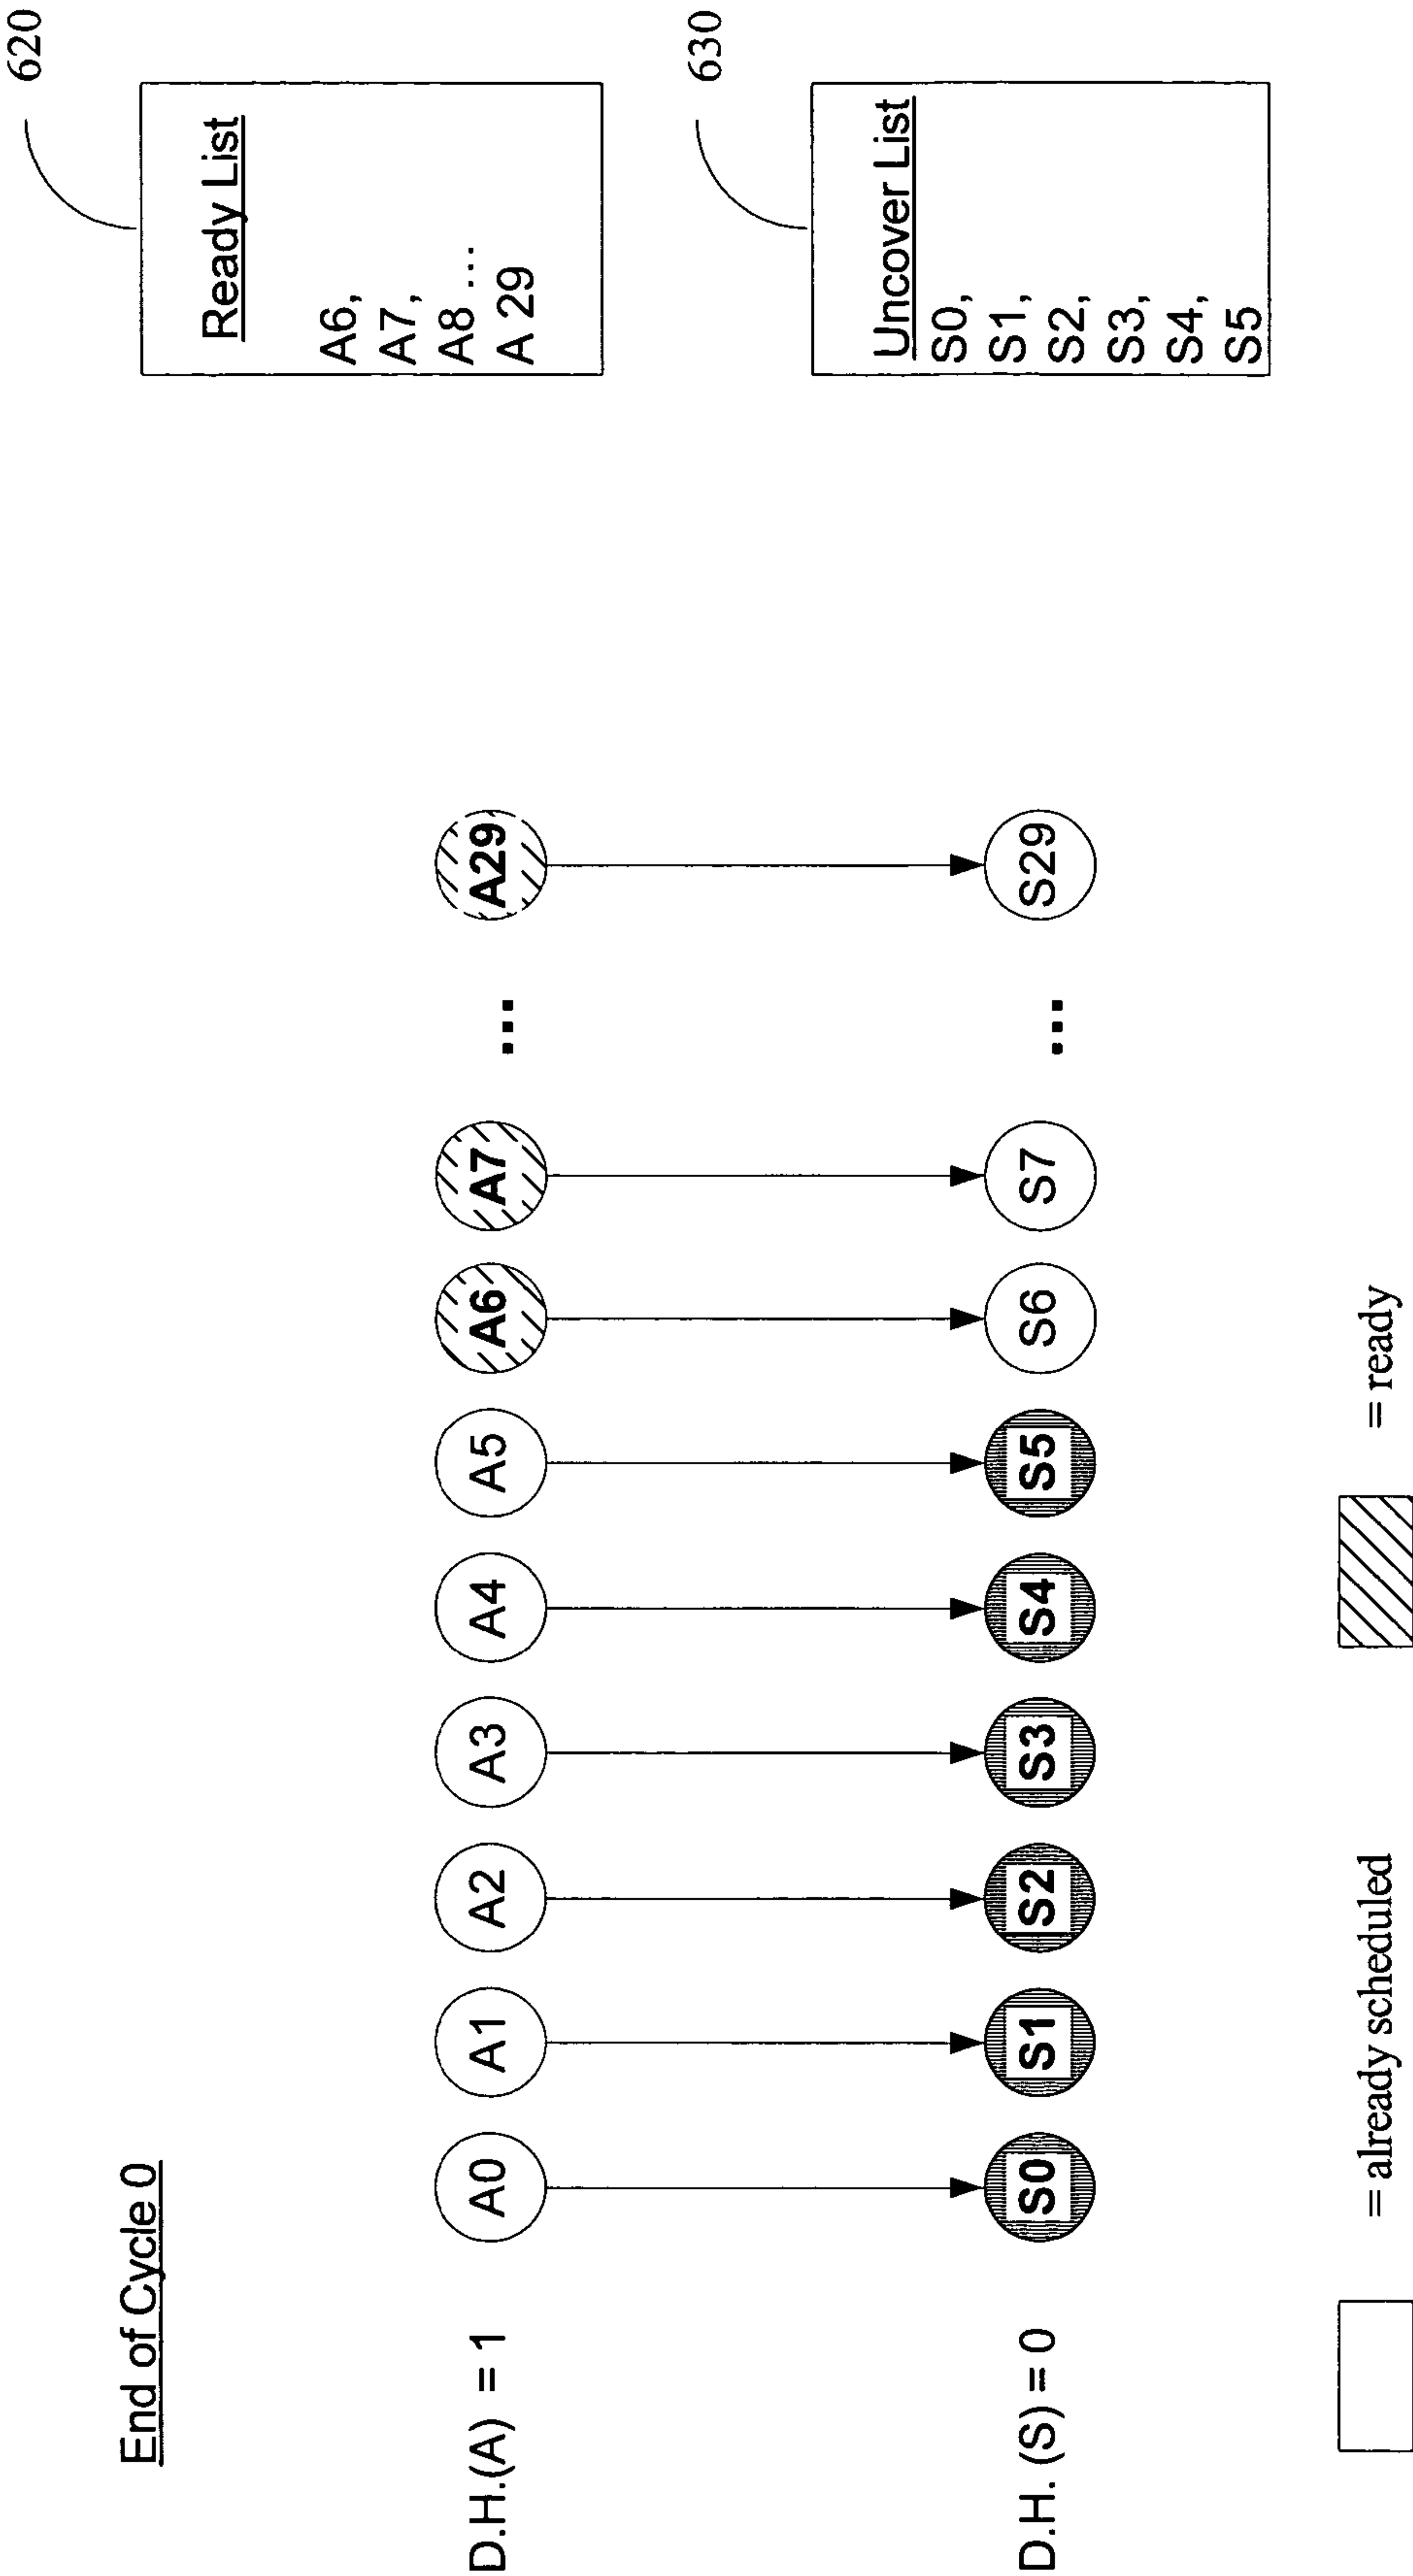 End of Cycle 0
620
Ready List
A6,
A7,
A8 ...
A 29
D.H.(A) = 1
A0 A1 A2 A3 A4 A5 A6 A7 ... A29
630
Uncover List
S0,
S1,
S2,
S3,
S4,
S5
D.H. (S) = 0
S0 S1 S2 S3 S4 S5 S6 S7 ... S29
= already scheduled
= ready